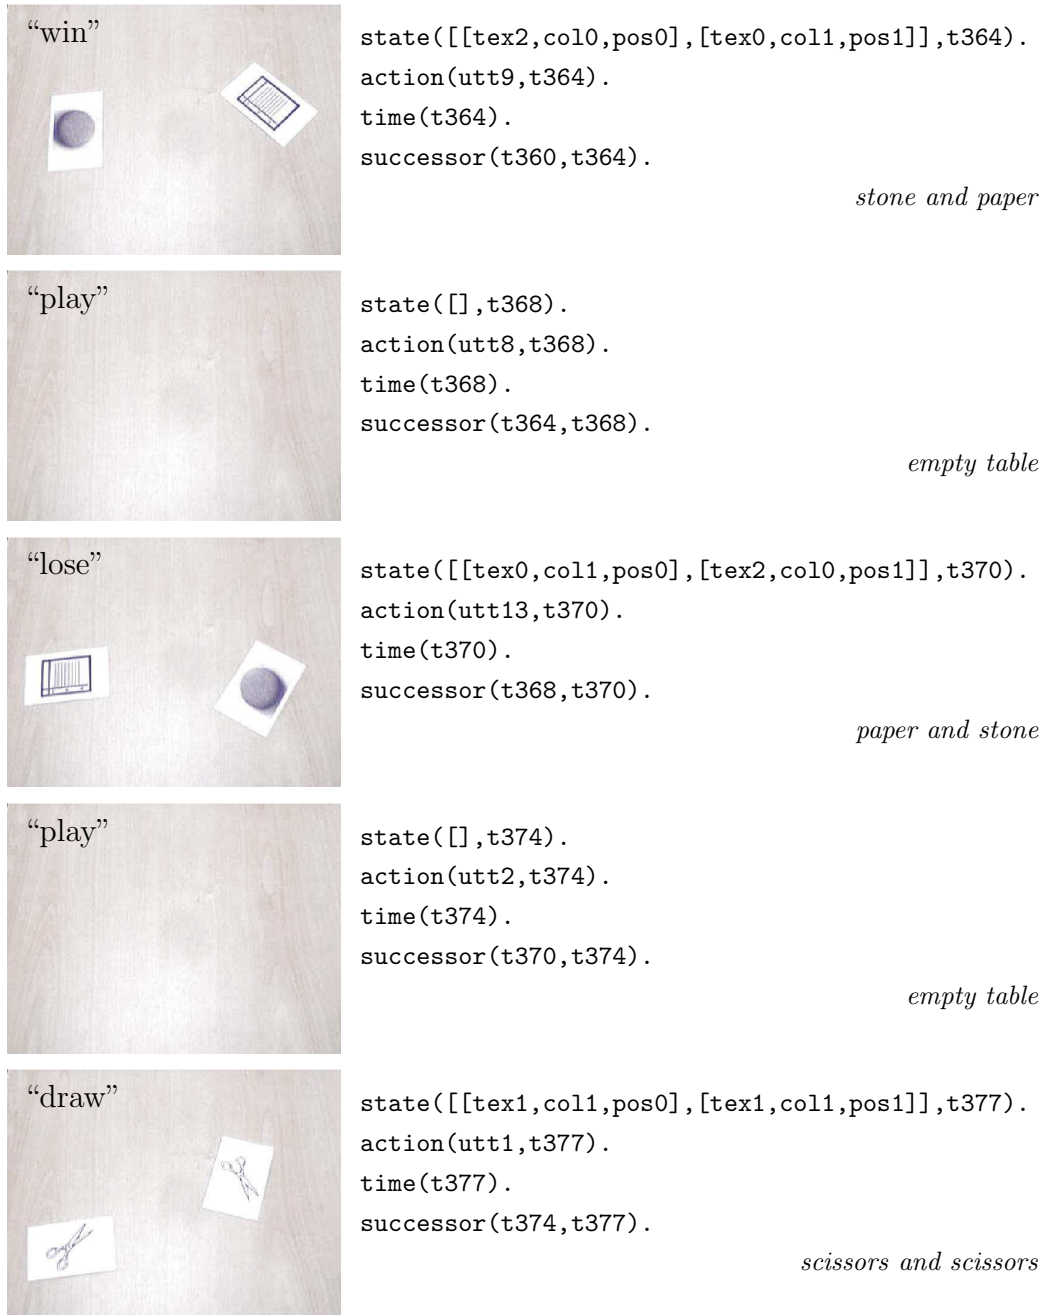 “win”
state([[tex2,col0,pos0],[tex0,col1,pos1]],t364).
action(utt9,t364).
time(t364).
successor(t360,t364).
stone and paper
“play”
state([],t368).
action(utt8,t368).
time(t368).
successor(t364,t368).
empty table
“lose”
state([[tex0,col1,pos0],[tex2,col0,pos1]],t370).
action(utt13,t370).
time(t370).
successor(t368,t370).
paper and stone
“play”
state([],t374).
action(utt2,t374).
time(t374).
successor(t370,t374).
empty table
“draw”
state([[tex1,col1,pos0],[tex1,col1,pos1]],t377).
action(utt1,t377).
time(t377).
successor(t374,t377).
scissors and scissors